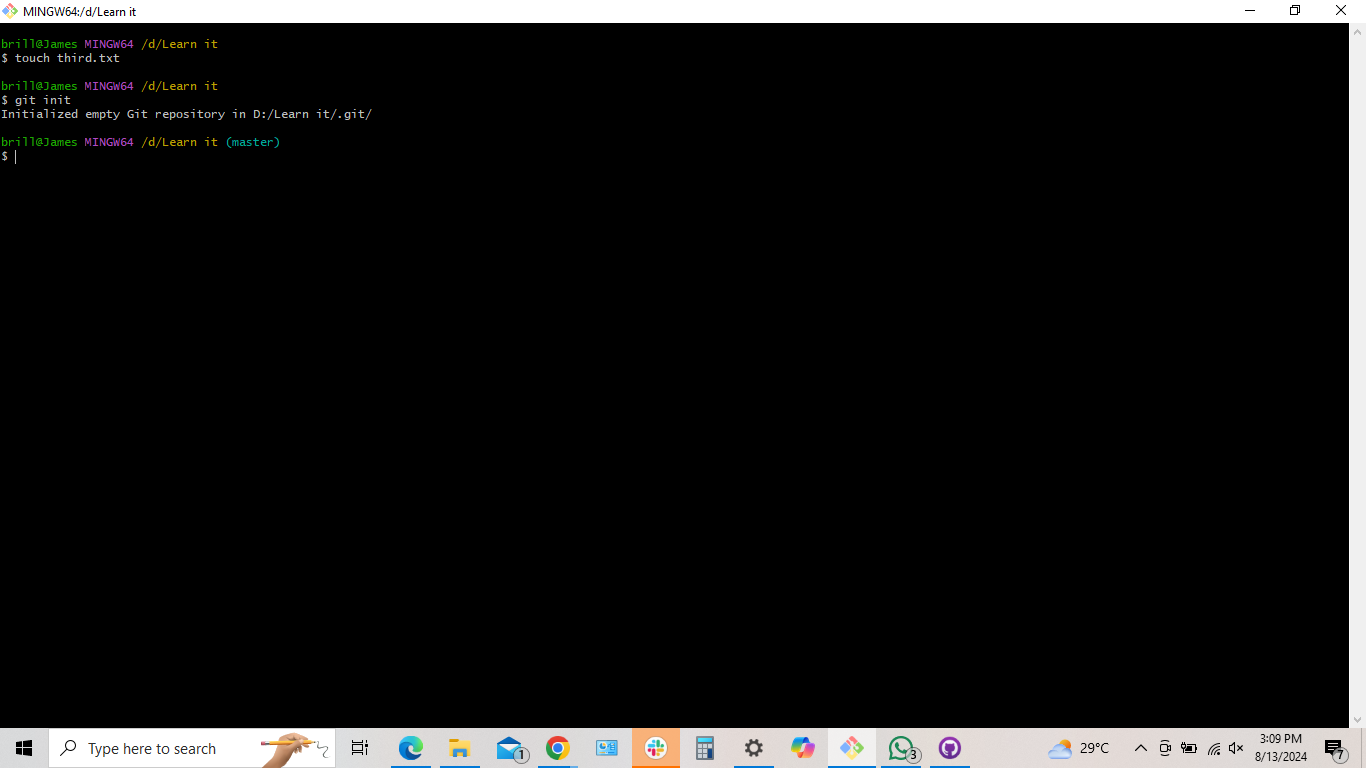 MINGW64:/d/Learn it
brill@James MINGW64 /d/Learn it
$ touch third.txt
brill@James MINGW64 /d/Learn it
$ git init
Initialized empty Git repository in D:/Learn it/.git/
brill@James MINGW64 /d/Learn it (master)
$
Type here to search
1
3
29°C
3:09 PM
8/13/2024
7